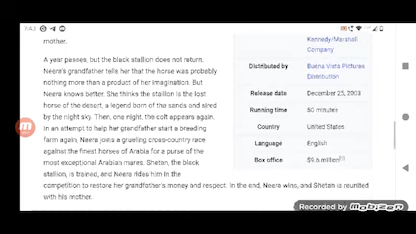 mother.
Kennedy/Marshall
Company
A year passes, but the black stallion does not return.
Neera's grandfather tells her that the horse was probably
nothing more than a product of her imagination. But
Neera knows better. She thinks the stallion is the lost
horse of the desert, a legend born of the sands and sired
by the night sky. Then, one night, the colt appears again.
In an attempt to help her grandfather start a breeding
farm again, Neera joins a grueling cross-country race
against the finest horses of Arabia for a purse of the
most exceptional Arabian mares. Shetan, the black
stallion, is trained, and Neera rides him in the
competition to restore her grandfather's money and respect. In the end, Neera wins, and Shetan is reunited
with his mother.
Distributed by Buena Vista Pictures
Distribution
Release date December 25, 2003
Running time 50 minutes
Country United States
Language English
Box office
Recorded by Mobizen